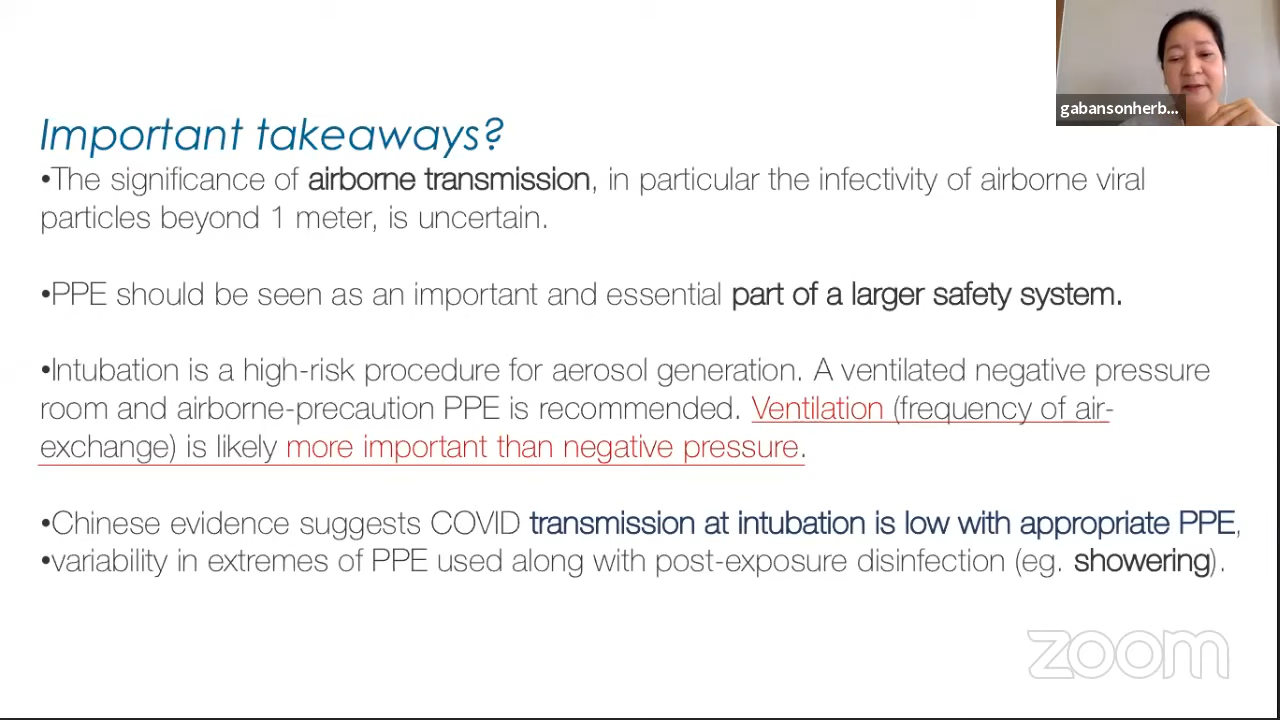 gabansonherb...
Important takeaways?
•The significance of airborne transmission, in particular the infectivity of airborne viral
particles beyond 1 meter, is uncertain.
•PPE should be seen as an important and essential part of a larger safety system.
•Intubation is a high-risk procedure for aerosol generation. A ventilated negative pressure
room and airborne-precaution PPE is recommended. Ventilation (frequency of air-
exchange) is likely more important than negative pressure.
•Chinese evidence suggests COVID transmission at intubation is low with appropriate PPE,
•variability in extremes of PPE used along with post-exposure disinfection (eg. showering).
zoom